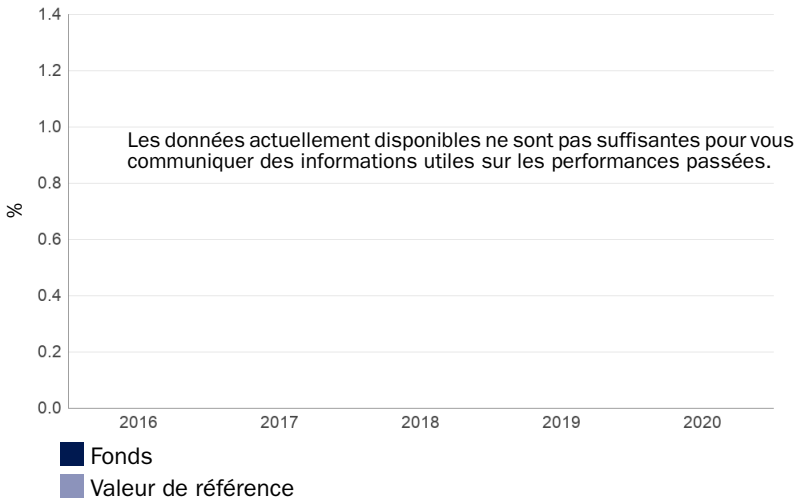 1.4
1.2
1.0
Les données actuellement disponibles ne sont pas suffisantes pour vous
communiquer des informations utiles sur les performances passées.
0.8
%
0.6
0.4
0.2
0.0
2016 2017 2018 2019 2020
Fonds
Valeur de référence